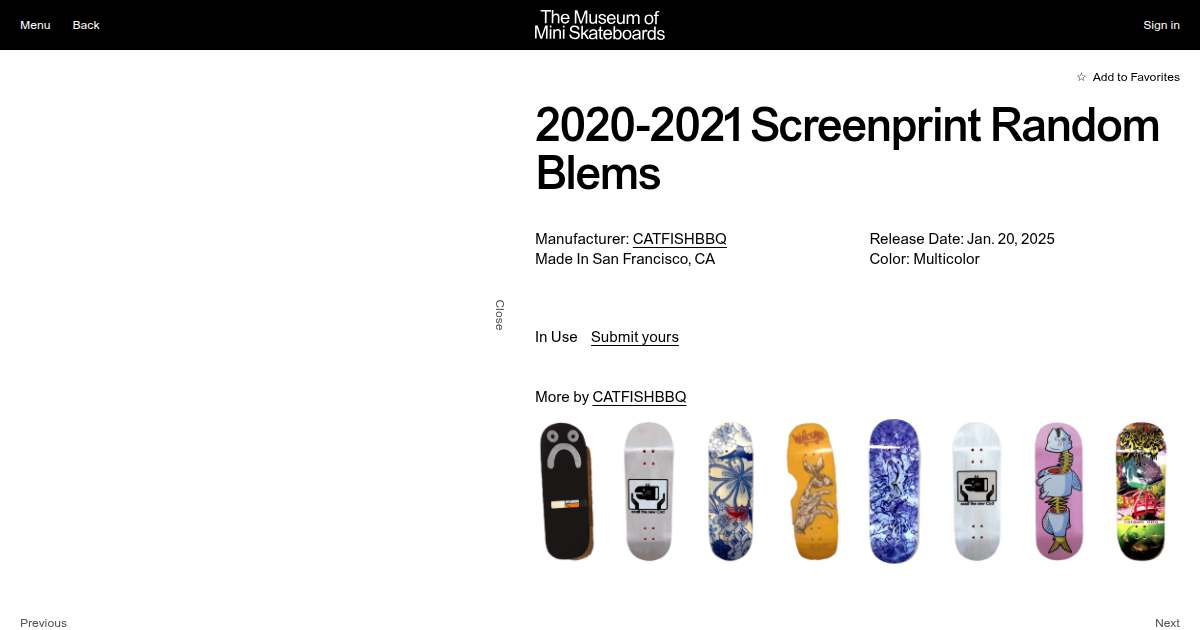 Menu
Back
The Museum of
Mini Skateboards
Sign in
☆ Add to Favorites
2020-2021 Screenprint Random
Blems
Manufacturer: CATFISHBBQ
Made In San Francisco, CA
Release Date: Jan. 20, 2025
Color: Multicolor
Close
In Use
Submit yours
More by CATFISHBBQ
Previous
Next